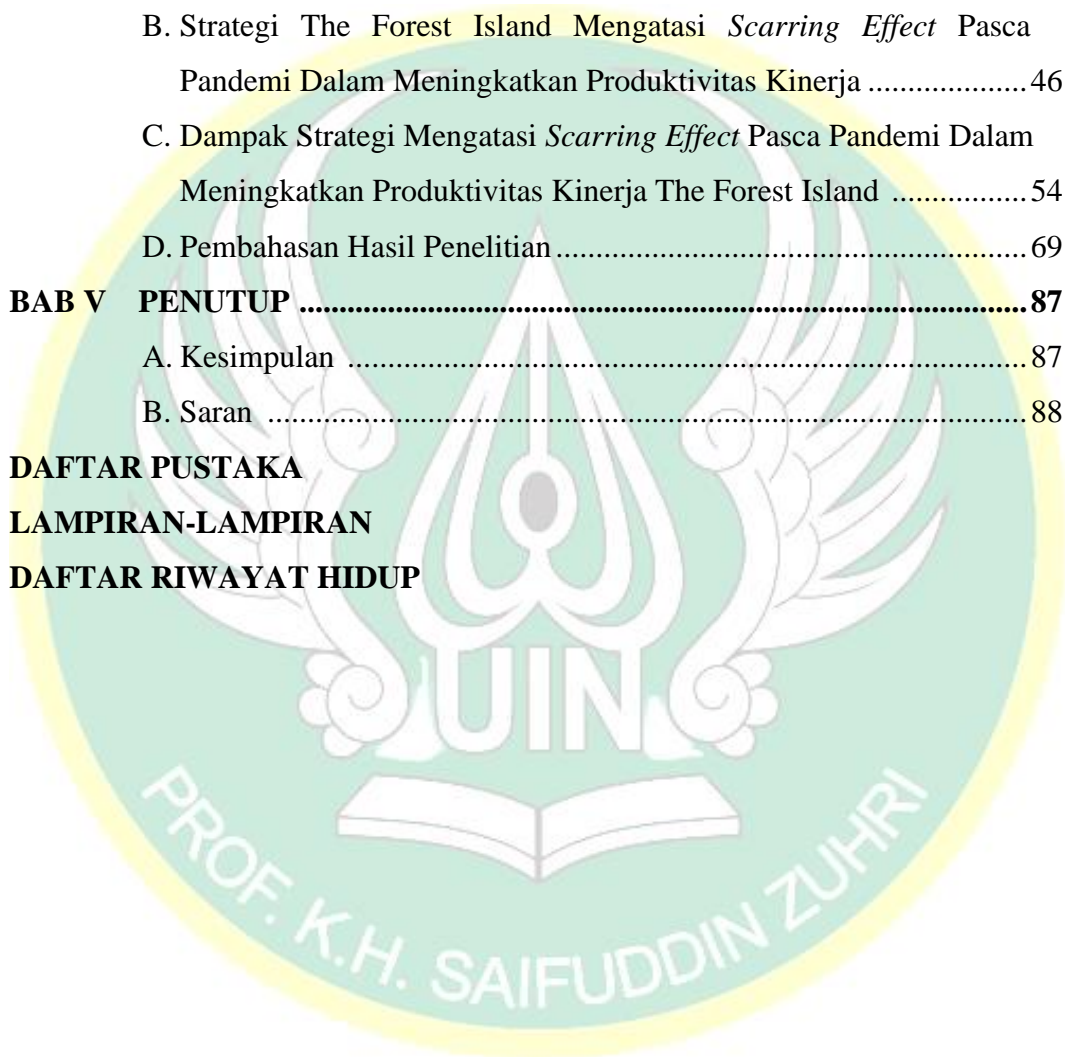 B. Strategi The Forest Island Mengatasi Scarring Effect Pasca
Pandemi Dalam Meningkatkan Produktivitas Kinerja ................... 46
C. Dampak Strategi Mengatasi Scarring Effect Pasca Pandemi Dalam
Meningkatkan Produktivitas Kinerja The Forest Island ................ 54
D. Pembahasan Hasil Penelitian ........................................................ 69
BAB V PENUTUP ..................................................................................... 87
A. Kesimpulan ................................................................................ 87
B. Saran .......................................................................................... 88
DAFTAR PUSTAKA
LAMPIRAN-LAMPIRAN
DAFTAR RIWAYAT HIDUP
UIN
PROF. K.H. SAIFUDDIN ZUHRI